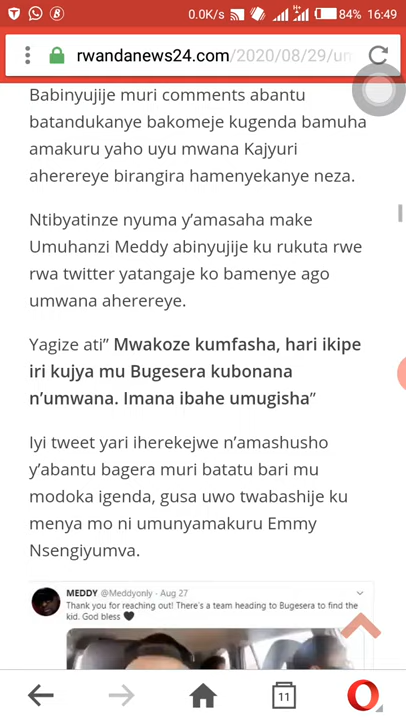 0.0K/s 84% 16:49
rwandanews24.com/2020/08/29/un
Babinyujije muri comments abantu
batandukanye bakomeje kugenda bamuha
amakuru yaho uyu mwana Kajyuri
aherereye birangira hamenyekanye neza.
Ntibyatinze nyuma y'amasaha make
Umuhanzi Meddy abinyujije ku rukuta rwe
rwa twitter yatangaje ko bamenye ago
umwana aherereye.
Yagize ati" Mwakoze kumfasha, hari ikipe
iri kujya mu Bugesera kubonana
n'umwana. Imana ibahe umugisha"
Iyi tweet yari iherekejwe n'amashusho
y'abantu bagera muri batatu bari mu
modoka igenda, gusa uwo twabashije ku
menya mo ni umunyamakuru Emmy
Nsengiyumva.
MEDDY @Meddyonly · Aug 27
Thank you for reaching out! There's a team heading to Bugesera to find the
kid. God bless 🖤
11